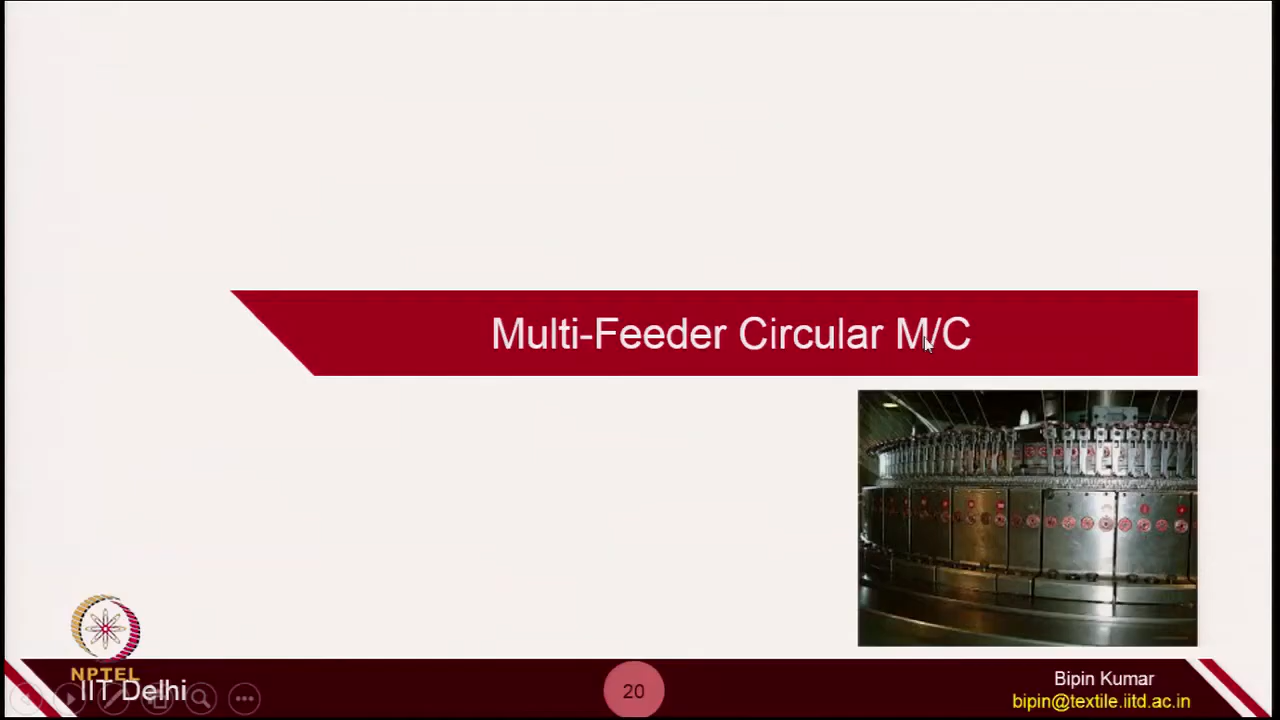 Multi-Feeder Circular M/C
NPTEL
IIT Delhi
20
Bipin Kumar
bipin@textile.iitd.ac.in